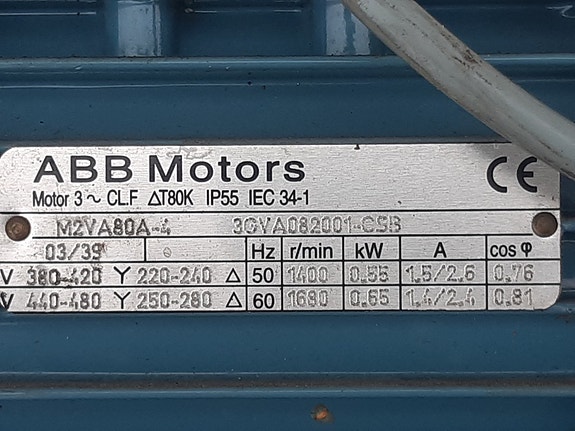 ABB Motors CE
Motor 3 ~ CLF ΔT80K IP55 IEC 34-1
M2VA80A-4 3GVA082001-CSB
03/39 Hz r/min kW A cos φ
V 380-420 Y 220-240 Δ 50 1400 0.55 1.5/2.6 0.76
V 440-480 Y 250-280 Δ 60 1680 0.65 1.4/2.4 0.81